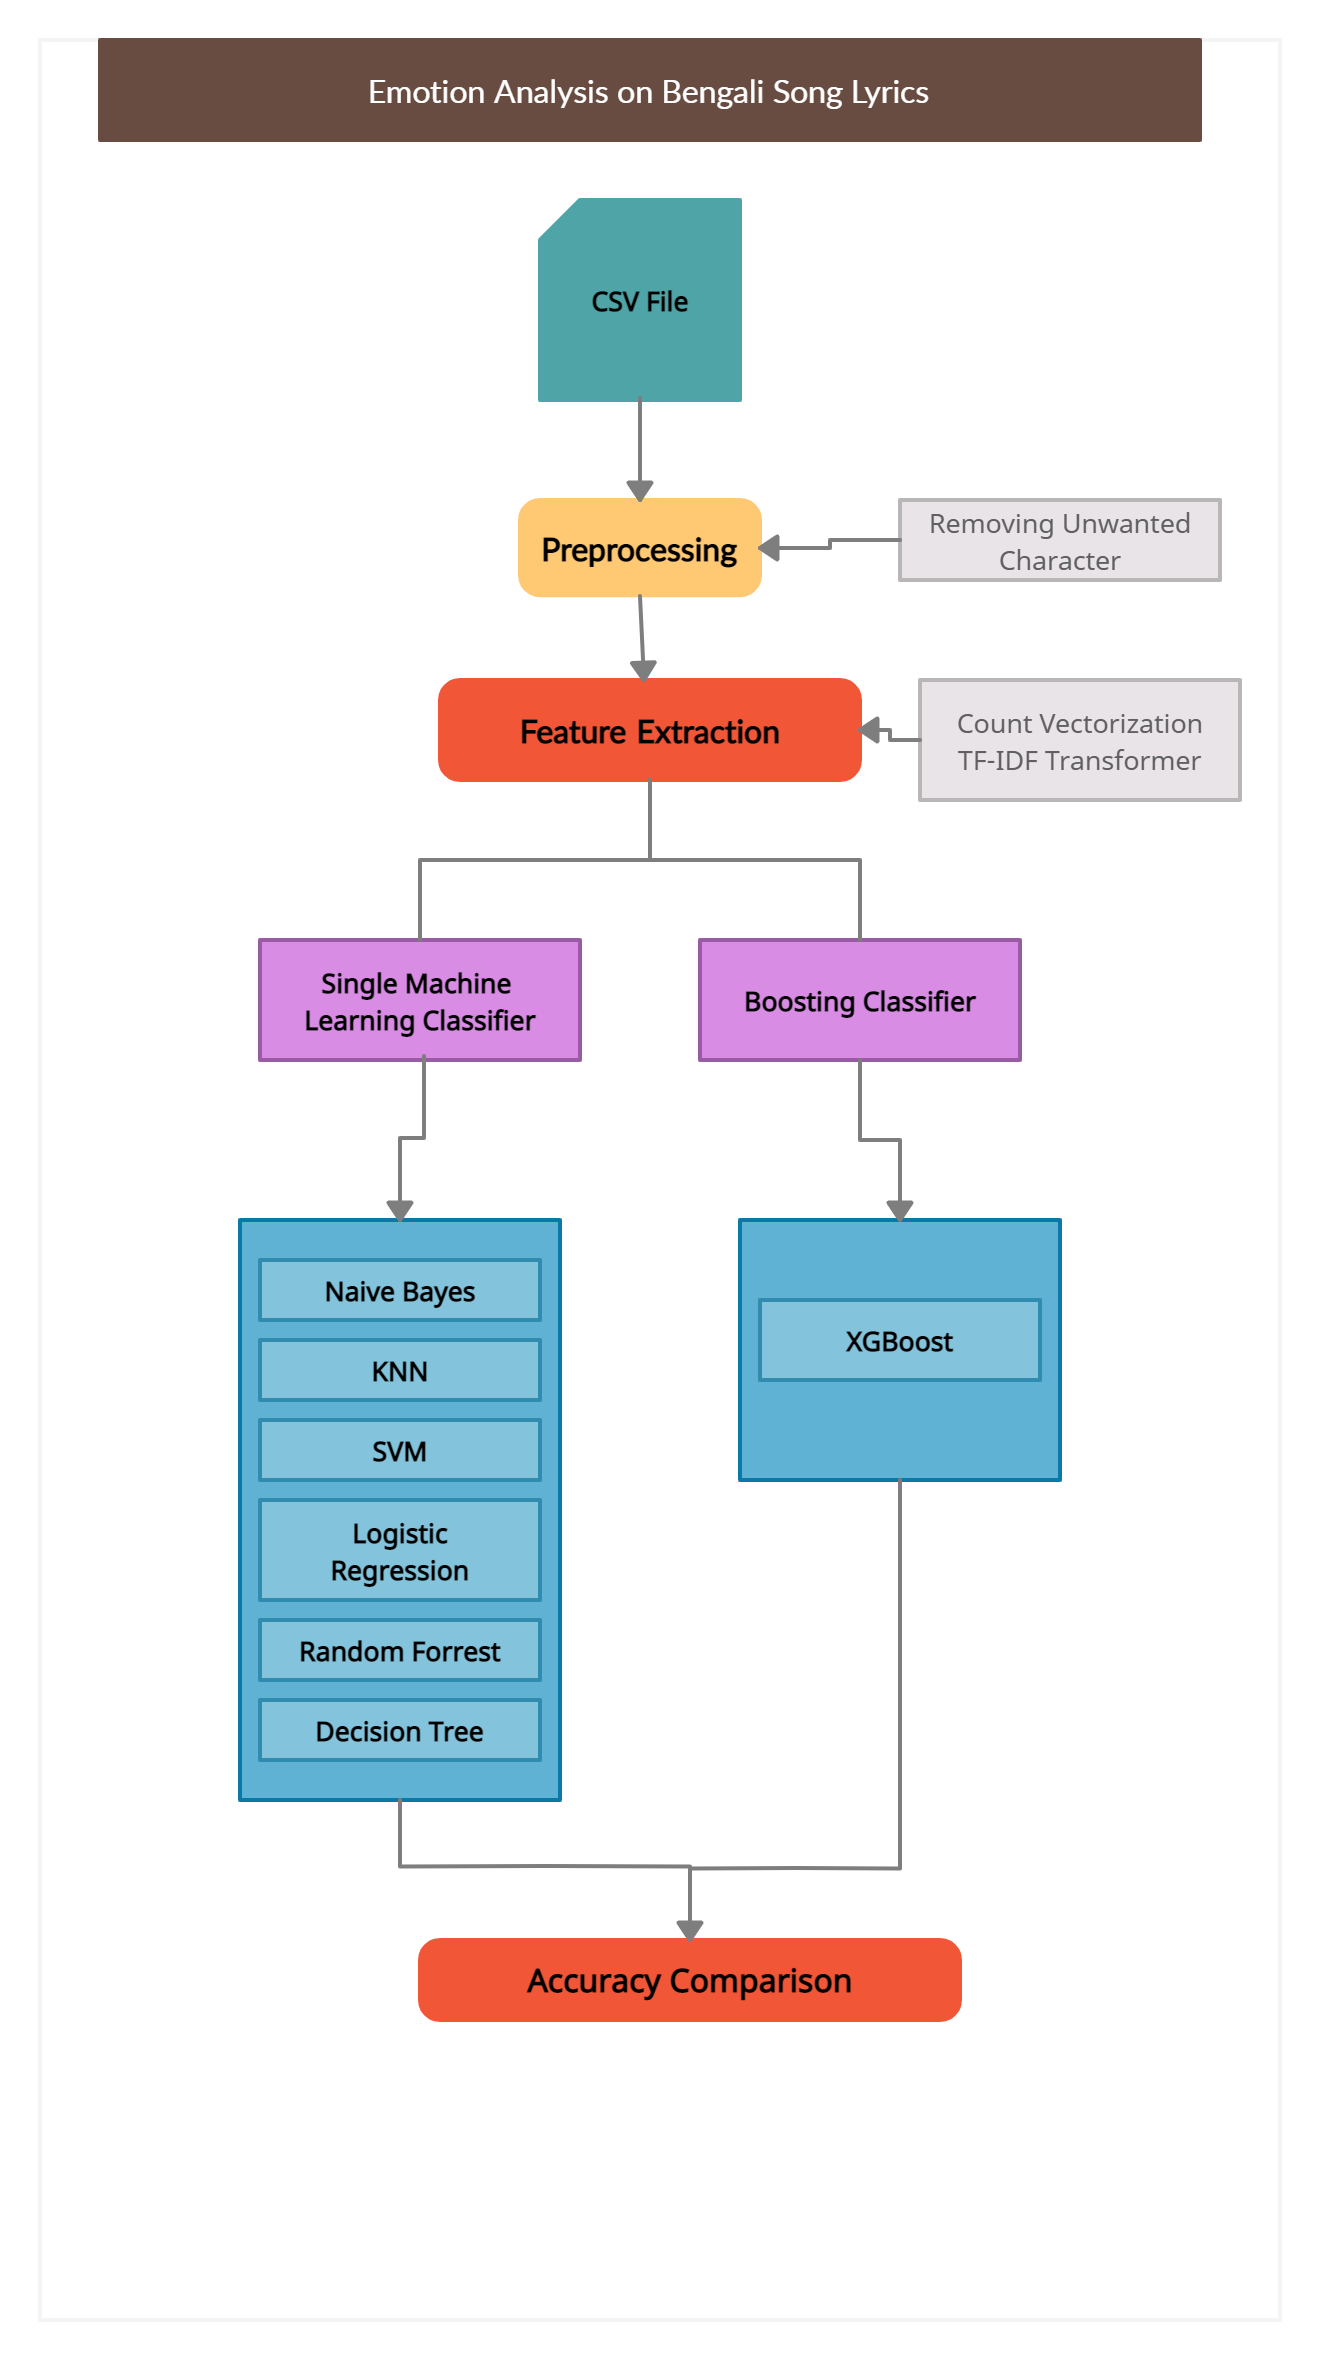 Emotion Analysis on Bengali Song Lyrics
CSV File
Preprocessing
Removing Unwanted
Character
Feature Extraction
Count Vectorization
TF-IDF Transformer
Single Machine
Learning Classifier
Boosting Classifier
Naive Bayes
KNN
SVM
Logistic
Regression
Random Forrest
Decision Tree
XGBoost
Accuracy Comparison